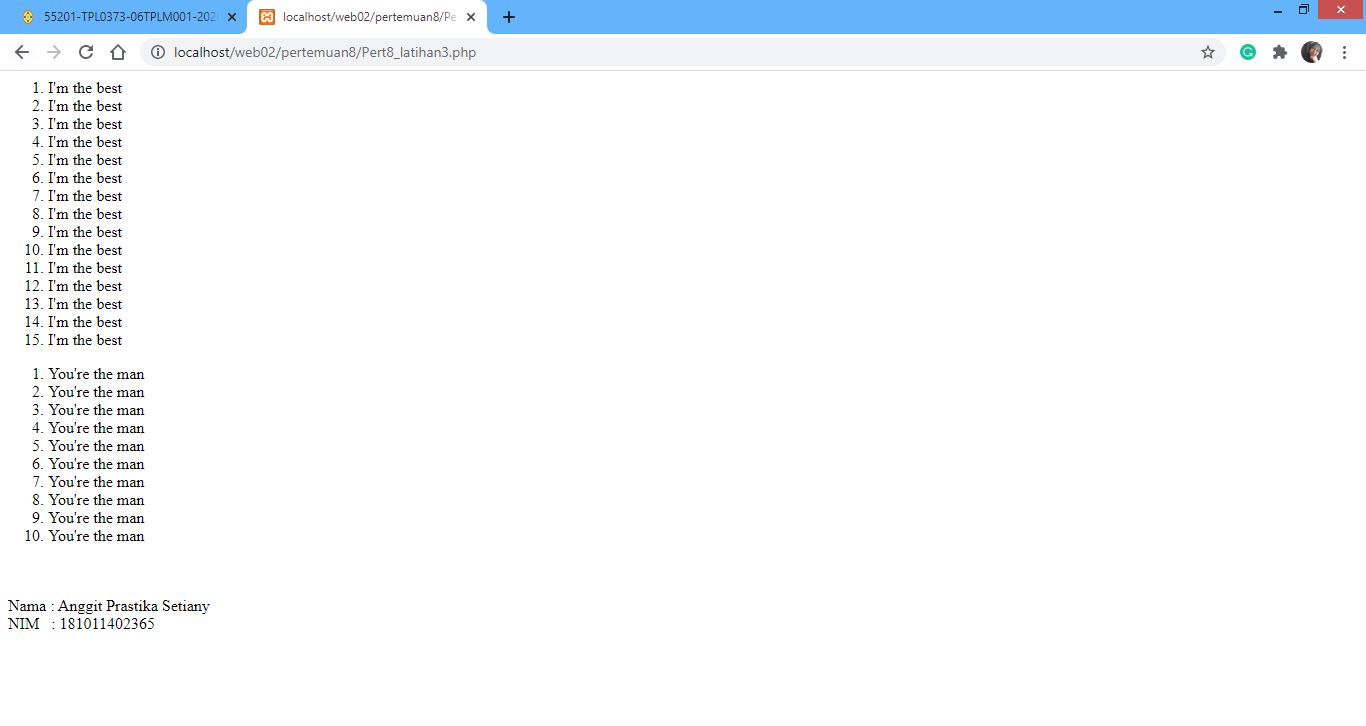 55201-TPL0373-06TPLM001-202
localhost/web02/pertemuan8/Pe
localhost/web02/pertemuan8/Pert8_latihan3.php
1. I'm the best
2. I'm the best
3. I'm the best
4. I'm the best
5. I'm the best
6. I'm the best
7. I'm the best
8. I'm the best
9. I'm the best
10. I'm the best
11. I'm the best
12. I'm the best
13. I'm the best
14. I'm the best
15. I'm the best
1. You're the man
2. You're the man
3. You're the man
4. You're the man
5. You're the man
6. You're the man
7. You're the man
8. You're the man
9. You're the man
10. You're the man
Nama : Anggit Prastika Setiany
NIM : 181011402365